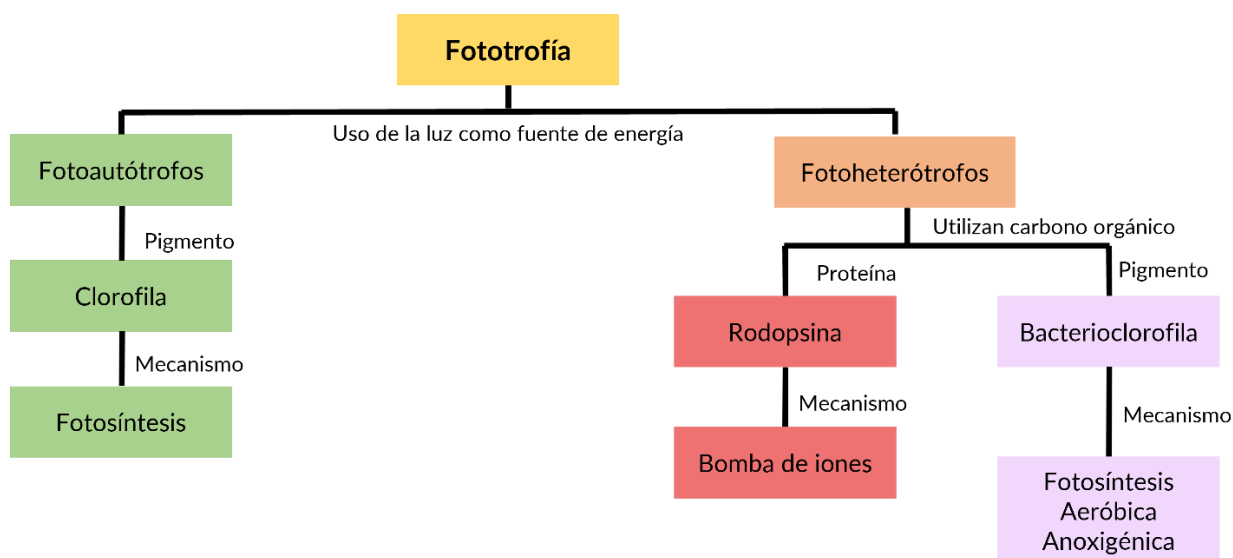 Fototrofía
Uso de la luz como fuente de energía
Fotoautótrofos
Pigmento
Clorofila
Mecanismo
Fotosíntesis
Fotoheterótrofos
Utilizan carbono orgánico
Proteína
Rodopsina
Mecanismo
Bomba de iones
Pigmento
Bacterioclorofila
Mecanismo
Fotosíntesis
Aeróbica
Anoxigénica